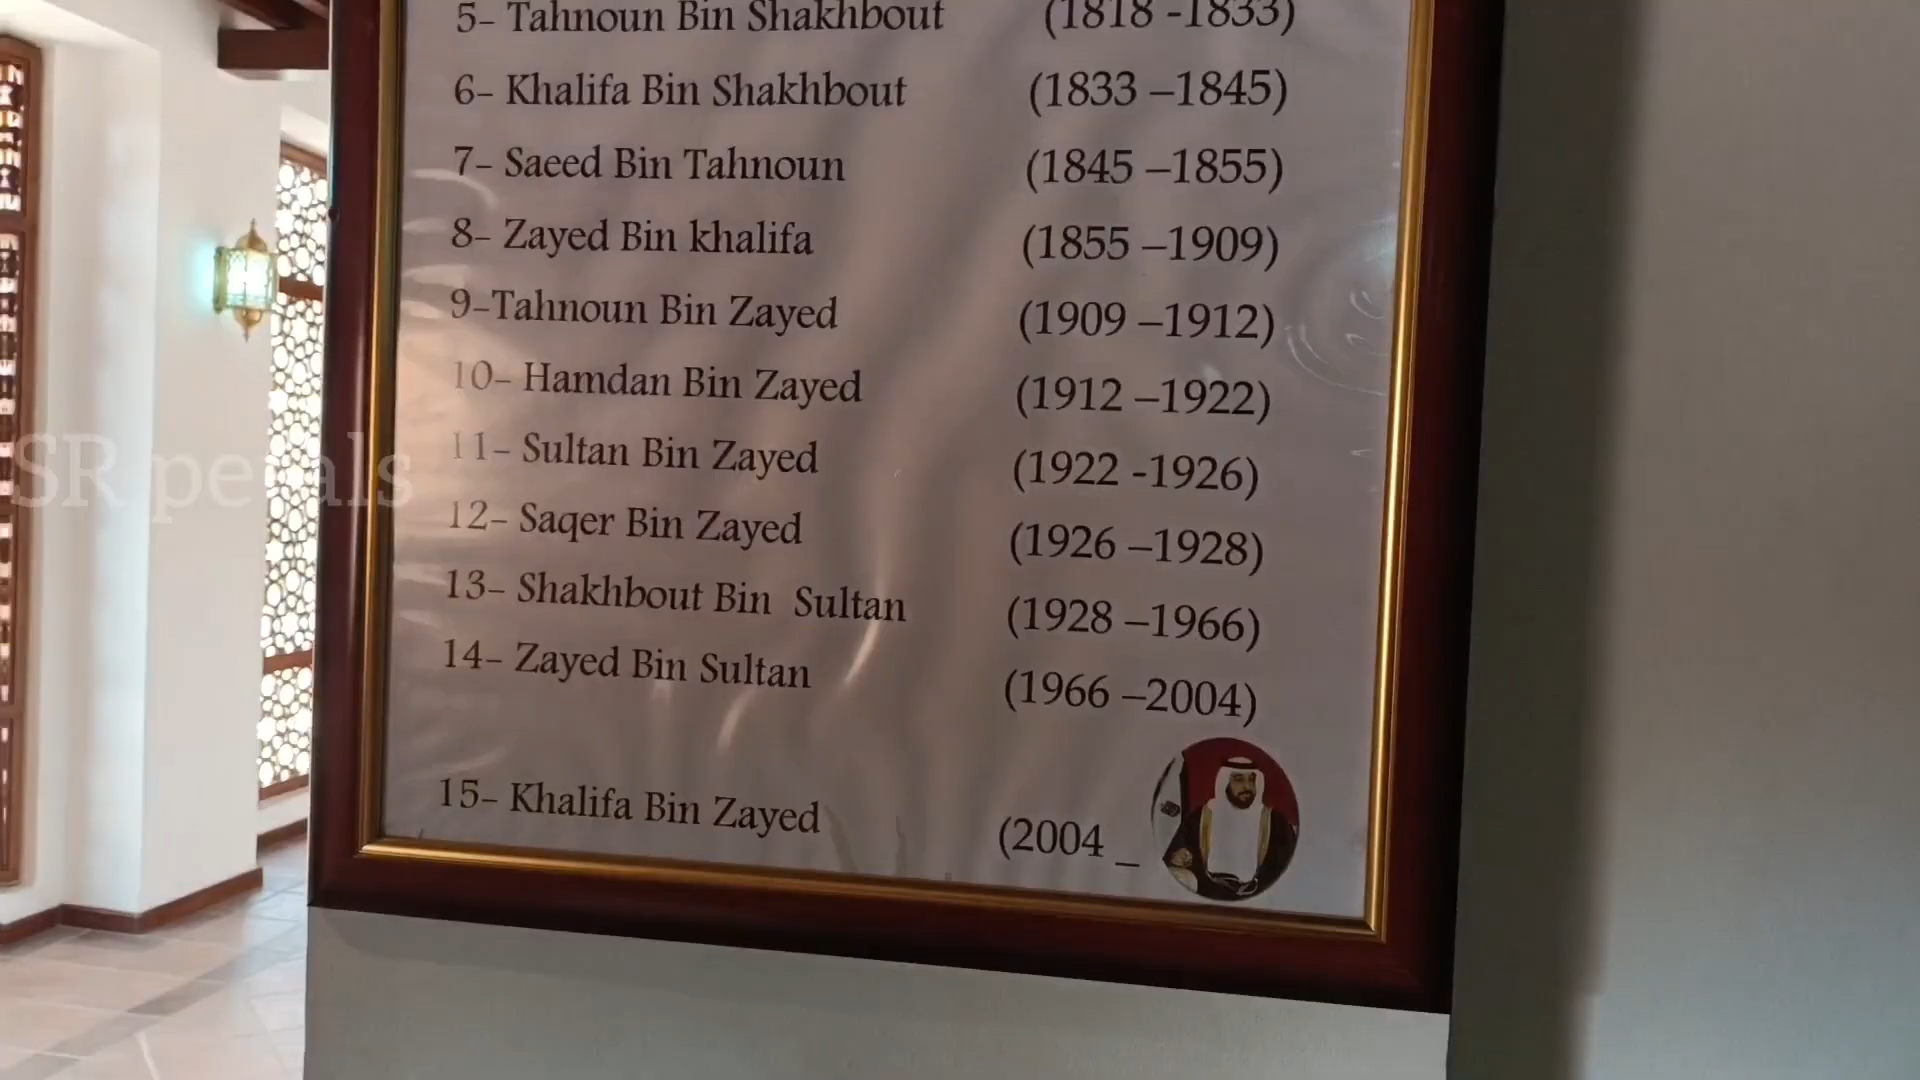 5- Tahnoun Bin Shakhbout (1818 -1833)
6- Khalifa Bin Shakhbout (1833 –1845)
7- Saeed Bin Tahnoun (1845 –1855)
8- Zayed Bin khalifa (1855 –1909)
9-Tahnoun Bin Zayed (1909 –1912)
10- Hamdan Bin Zayed (1912 –1922)
11- Sultan Bin Zayed (1922 -1926)
12- Saqer Bin Zayed (1926 –1928)
13- Shakhbout Bin Sultan (1928 –1966)
14- Zayed Bin Sultan (1966 –2004)
15- Khalifa Bin Zayed (2004 _
SR petals